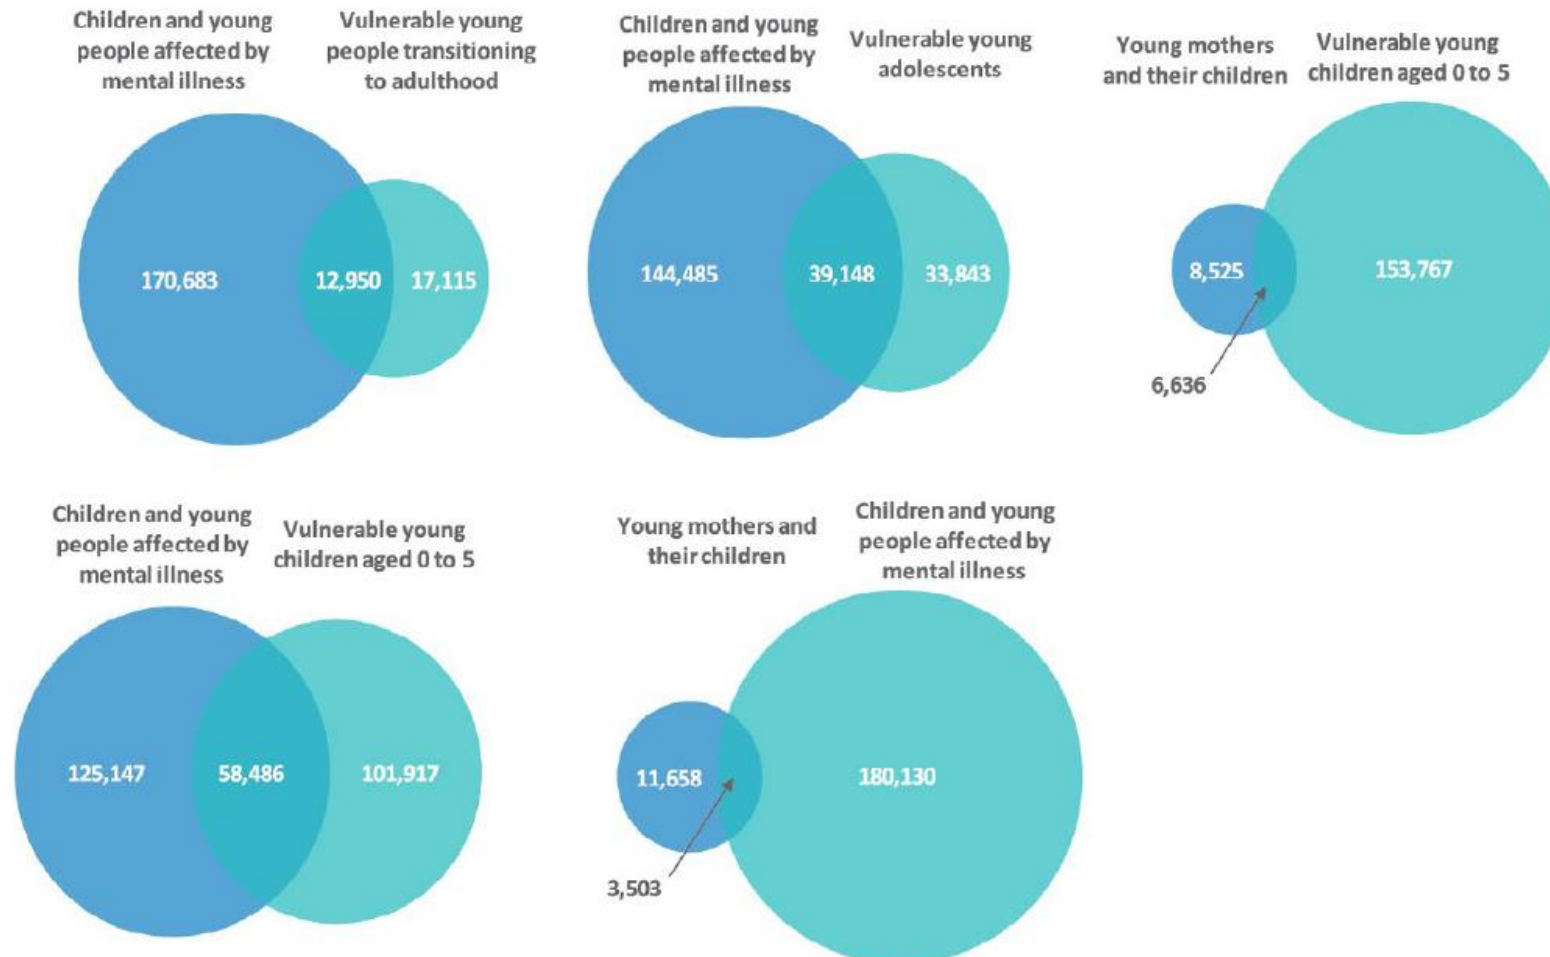 Children and young
people affected by
mental illness
Vulnerable young
people transitioning
to adulthood
170,683
12,950
17,115
Children and young
people affected by
mental illness
Vulnerable young
adolescents
144,485
39,148
33,843
Young mothers
and their children
Vulnerable young
children aged 0 to 5
8,525
153,767
6,636
Children and young
people affected by
mental illness
Vulnerable young
children aged 0 to 5
125,147
58,486
101,917
Young mothers and
their children
Children and young
people affected by
mental illness
11,658
180,130
3,503